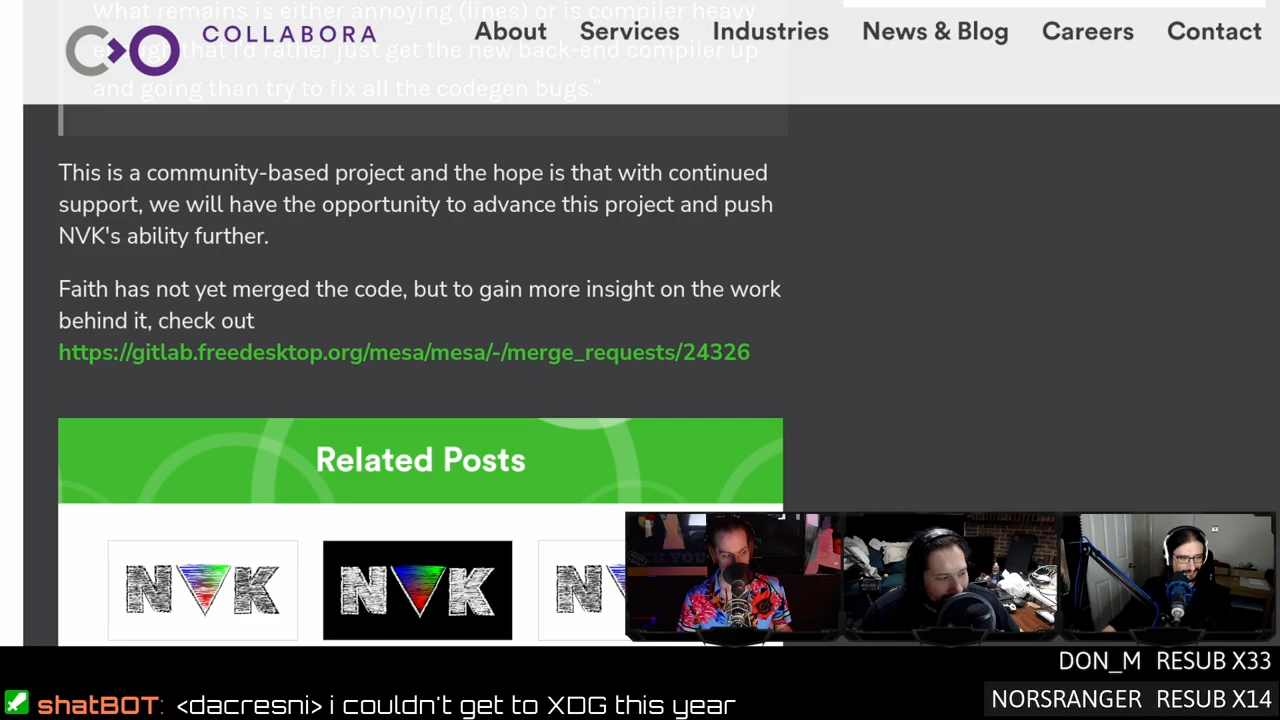 What remains is either annoying (lines) or is compiler heavy
COLLABORA
About
Services
Industries
News & Blog
Careers
Contact
enough that I'd rather just get the new back-end compiler up
and going than try to fix all the codegen bugs."
This is a community-based project and the hope is that with continued
support, we will have the opportunity to advance this project and push
NVK's ability further.
Faith has not yet merged the code, but to gain more insight on the work
behind it, check out
https://gitlab.freedesktop.org/mesa/mesa/-/merge_requests/24326
Related Posts
NVK
NVK
DON_M RESUB X33
NORSRANGER RESUB X14
shatBOT: <dacresni> i couldn't get to XDG this year